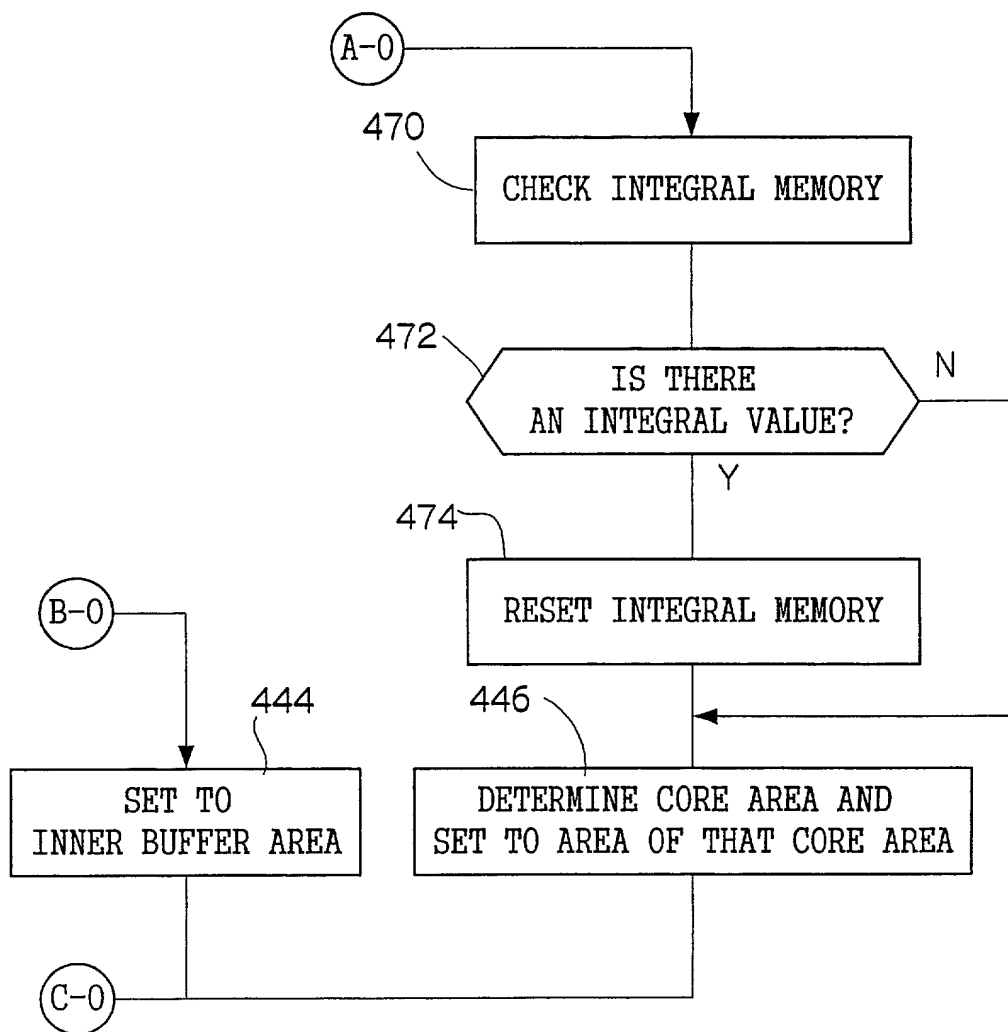 A-0
470
CHECK INTEGRAL MEMORY
472
IS THERE
AN INTEGRAL VALUE?
N
Y
474
RESET INTEGRAL MEMORY
B-0
444
SET TO
INNER BUFFER AREA
446
DETERMINE CORE AREA AND
SET TO AREA OF THAT CORE AREA
C-0